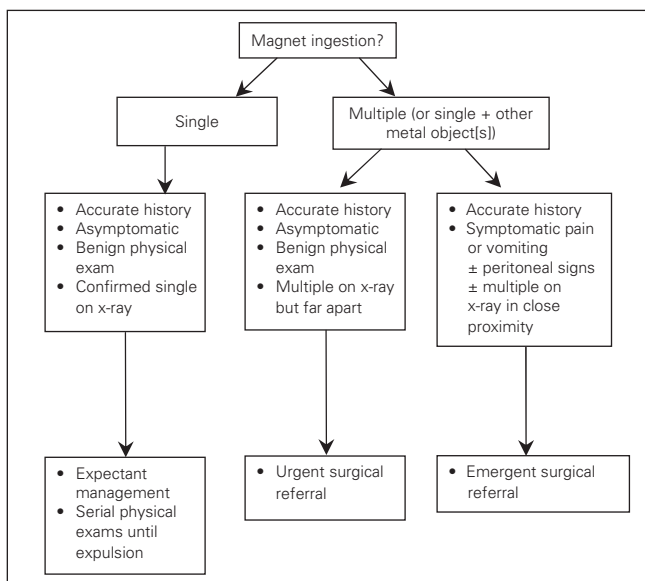 Magnet ingestion?
Single
Multiple (or single + other
metal object[s])
• Accurate history
• Asymptomatic
• Benign physical
exam
• Confirmed single
on x-ray
• Accurate history
• Asymptomatic
• Benign physical
exam
• Multiple on x-ray
but far apart
• Accurate history
• Symptomatic pain
or vomiting
± peritoneal signs
± multiple on
x-ray in close
proximity
• Expectant
management
• Serial physical
exams until
expulsion
• Urgent surgical
referral
• Emergent surgical
referral